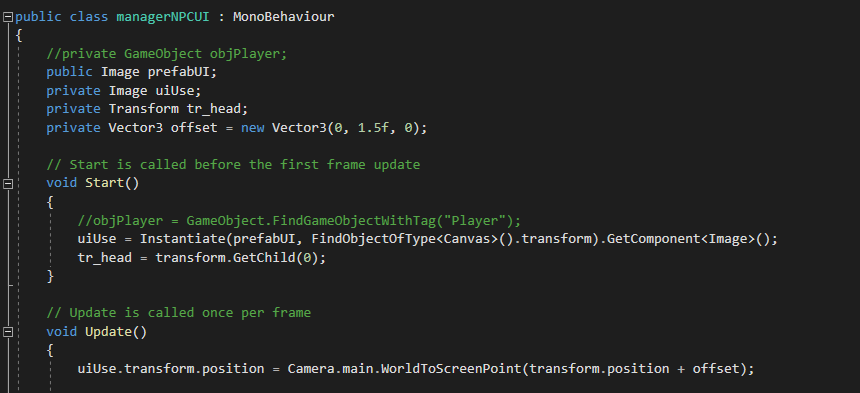 public class managerNPCUI : MonoBehaviour
{
//private GameObject objPlayer;
public Image prefabUI;
private Image uiUse;
private Transform tr_head;
private Vector3 offset = new Vector3(0, 1.5f, 0);
// Start is called before the first frame update
void Start()
{
//objPlayer = GameObject.FindGameObjectWithTag("Player");
uiUse = Instantiate(prefabUI, FindObjectOfType<Canvas>().transform).GetComponent<Image>();
tr_head = transform.GetChild(0);
}
// Update is called once per frame
void Update()
{
uiUse.transform.position = Camera.main.WorldToScreenPoint(transform.position + offset);